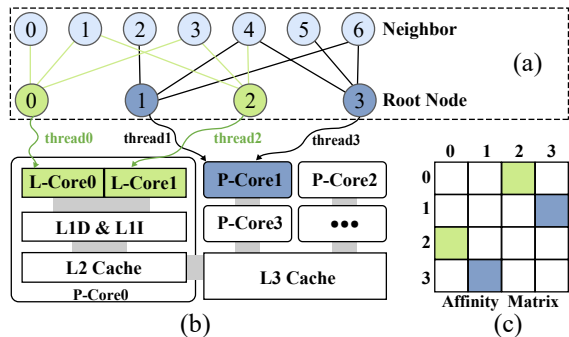 0 1 2 3 4 5 6 Neighbor
(a)
0 1 2 3 Root Node
thread0 thread1 thread2 thread3
L-Core0 L-Core1 P-Core1 P-Core2
L1D & L1I P-Core3 •••
L2 Cache L3 Cache
P-Core0
(b)
0 1 2 3
0
1
2
3
Affinity Matrix
(c)